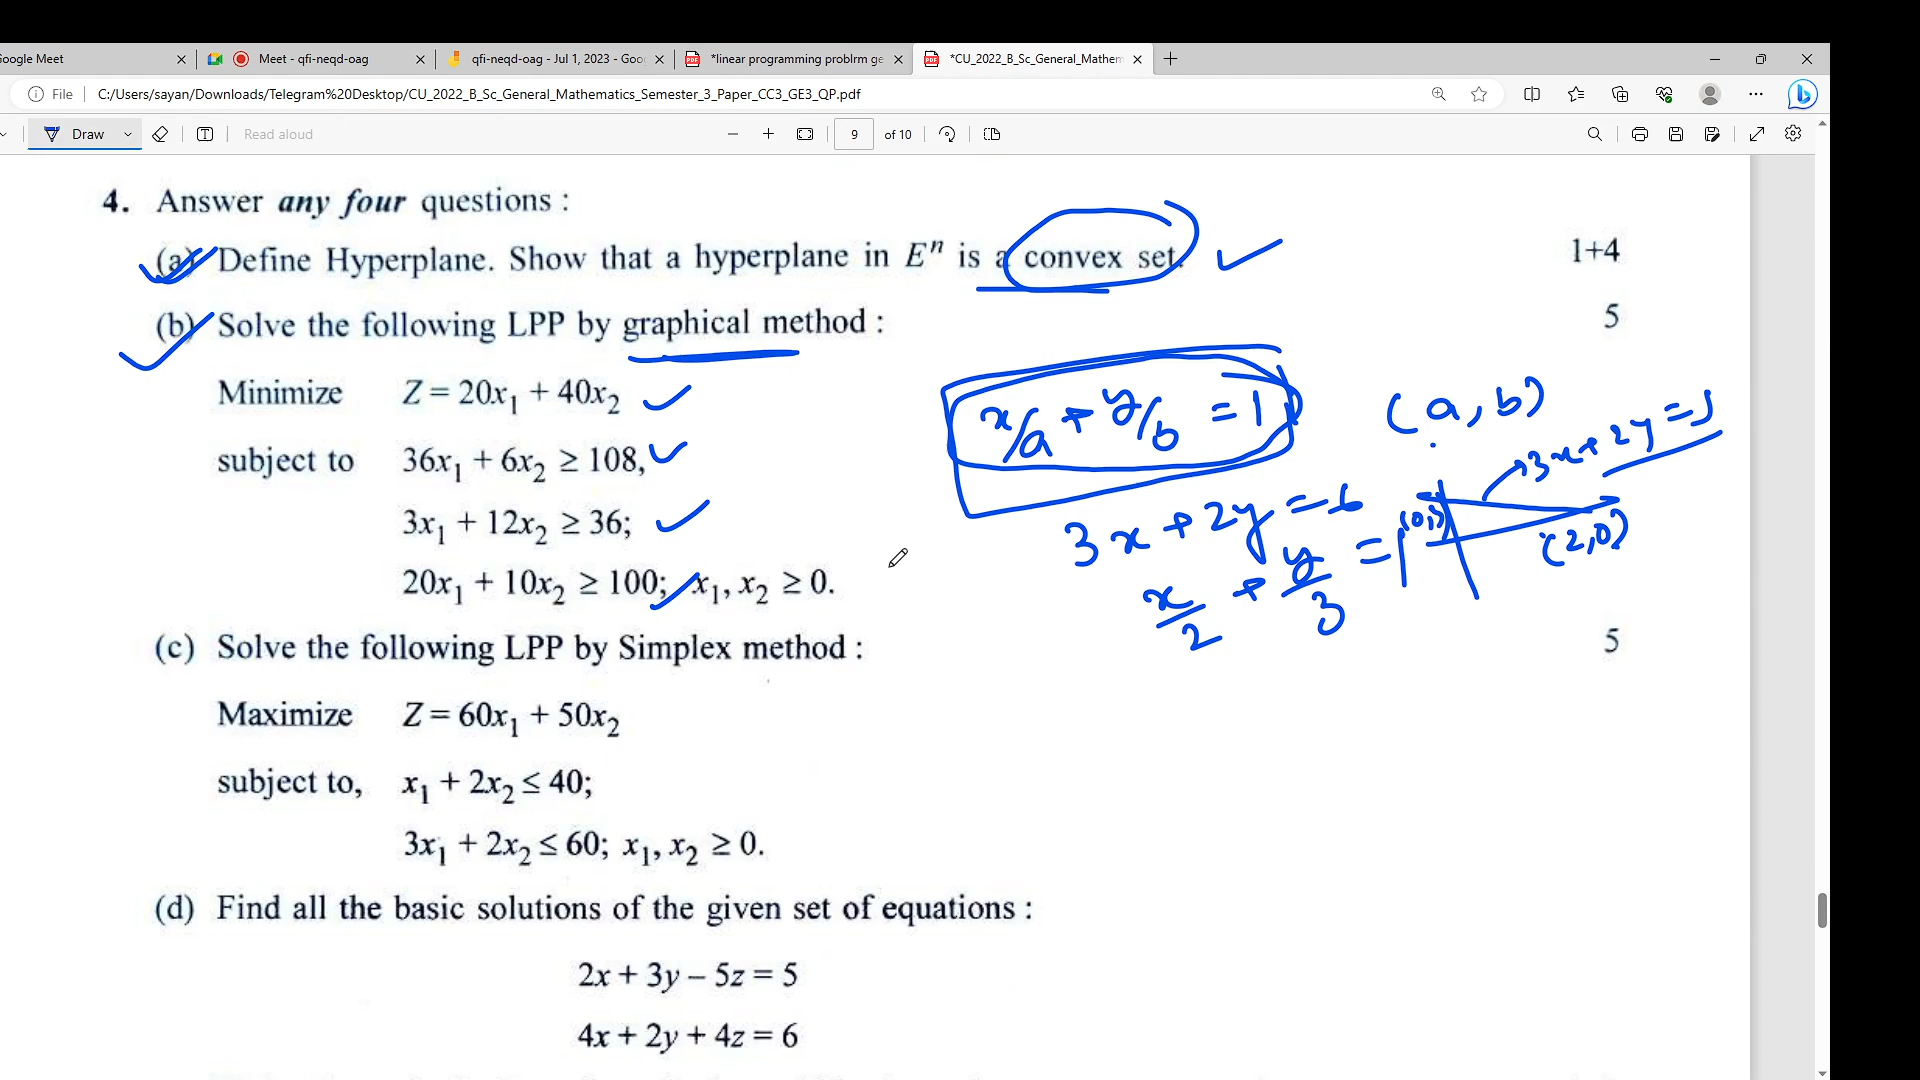 Google Meet
Meet - qfi-neqd-oag
qfi-neqd-oag - Jul 1, 2023 - Goo
*linear programming problrm ge
*CU_2022_B_Sc_General_Mathem
File C:/Users/sayan/Downloads/Telegram%20Desktop/CU_2022_B_Sc_General_Mathematics_Semester_3_Paper_CC3_GE3_QP.pdf
Draw Read aloud 9 of 10
4. Answer any four questions :
(a) Define Hyperplane. Show that a hyperplane in Eⁿ is a convex set. 1+4
(b) Solve the following LPP by graphical method : 5
Minimize Z = 20x₁ + 40x₂
subject to 36x₁ + 6x₂ ≥ 108,
3x₁ + 12x₂ ≥ 36;
20x₁ + 10x₂ ≥ 100; x₁, x₂ ≥ 0.
x/a + y/b = 1
(a, b)
3x + 2y =
3x + 2y = 6
x/2 + y/3 = 1
(2,0)
(c) Solve the following LPP by Simplex method : 5
Maximize Z = 60x₁ + 50x₂
subject to, x₁ + 2x₂ ≤ 40;
3x₁ + 2x₂ ≤ 60; x₁, x₂ ≥ 0.
(d) Find all the basic solutions of the given set of equations :
2x + 3y – 5z = 5
4x + 2y + 4z = 6